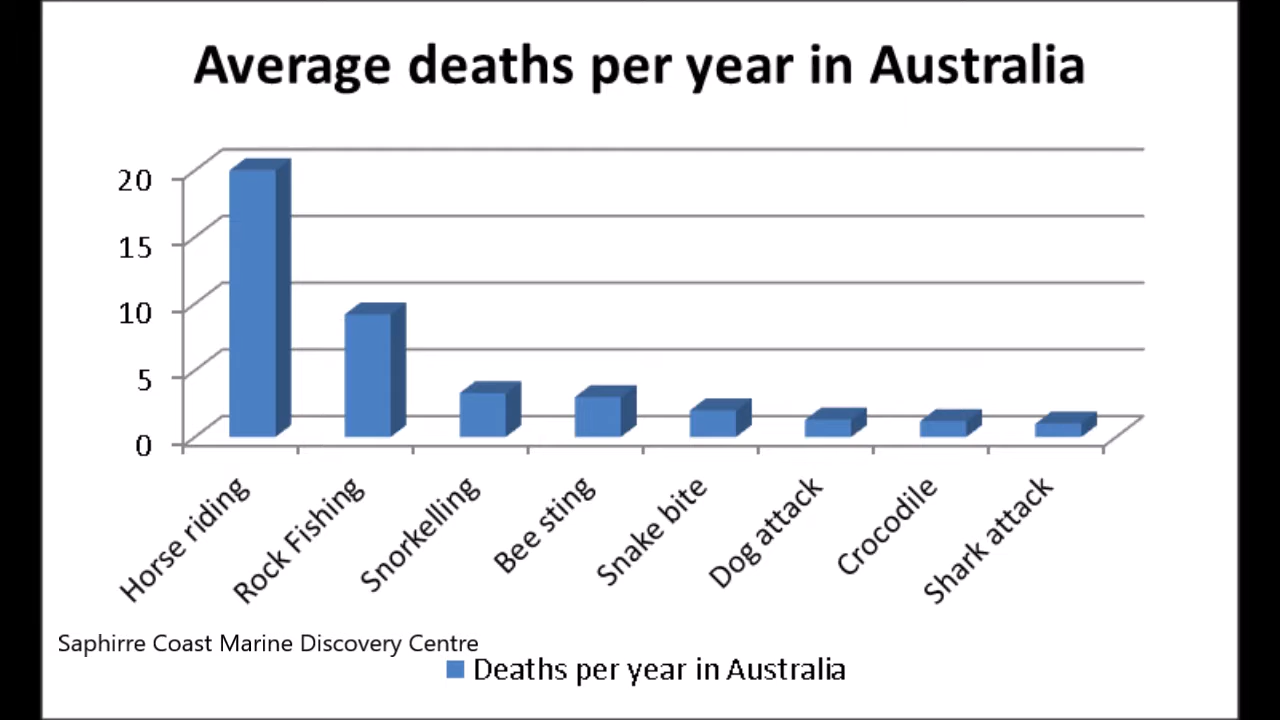 Average deaths per year in Australia
20
15
10
5
0
Horse riding
Rock Fishing
Snorkelling
Bee sting
Snake bite
Dog attack
Crocodile
Shark attack
Saphirre Coast Marine Discovery Centre
Deaths per year in Australia